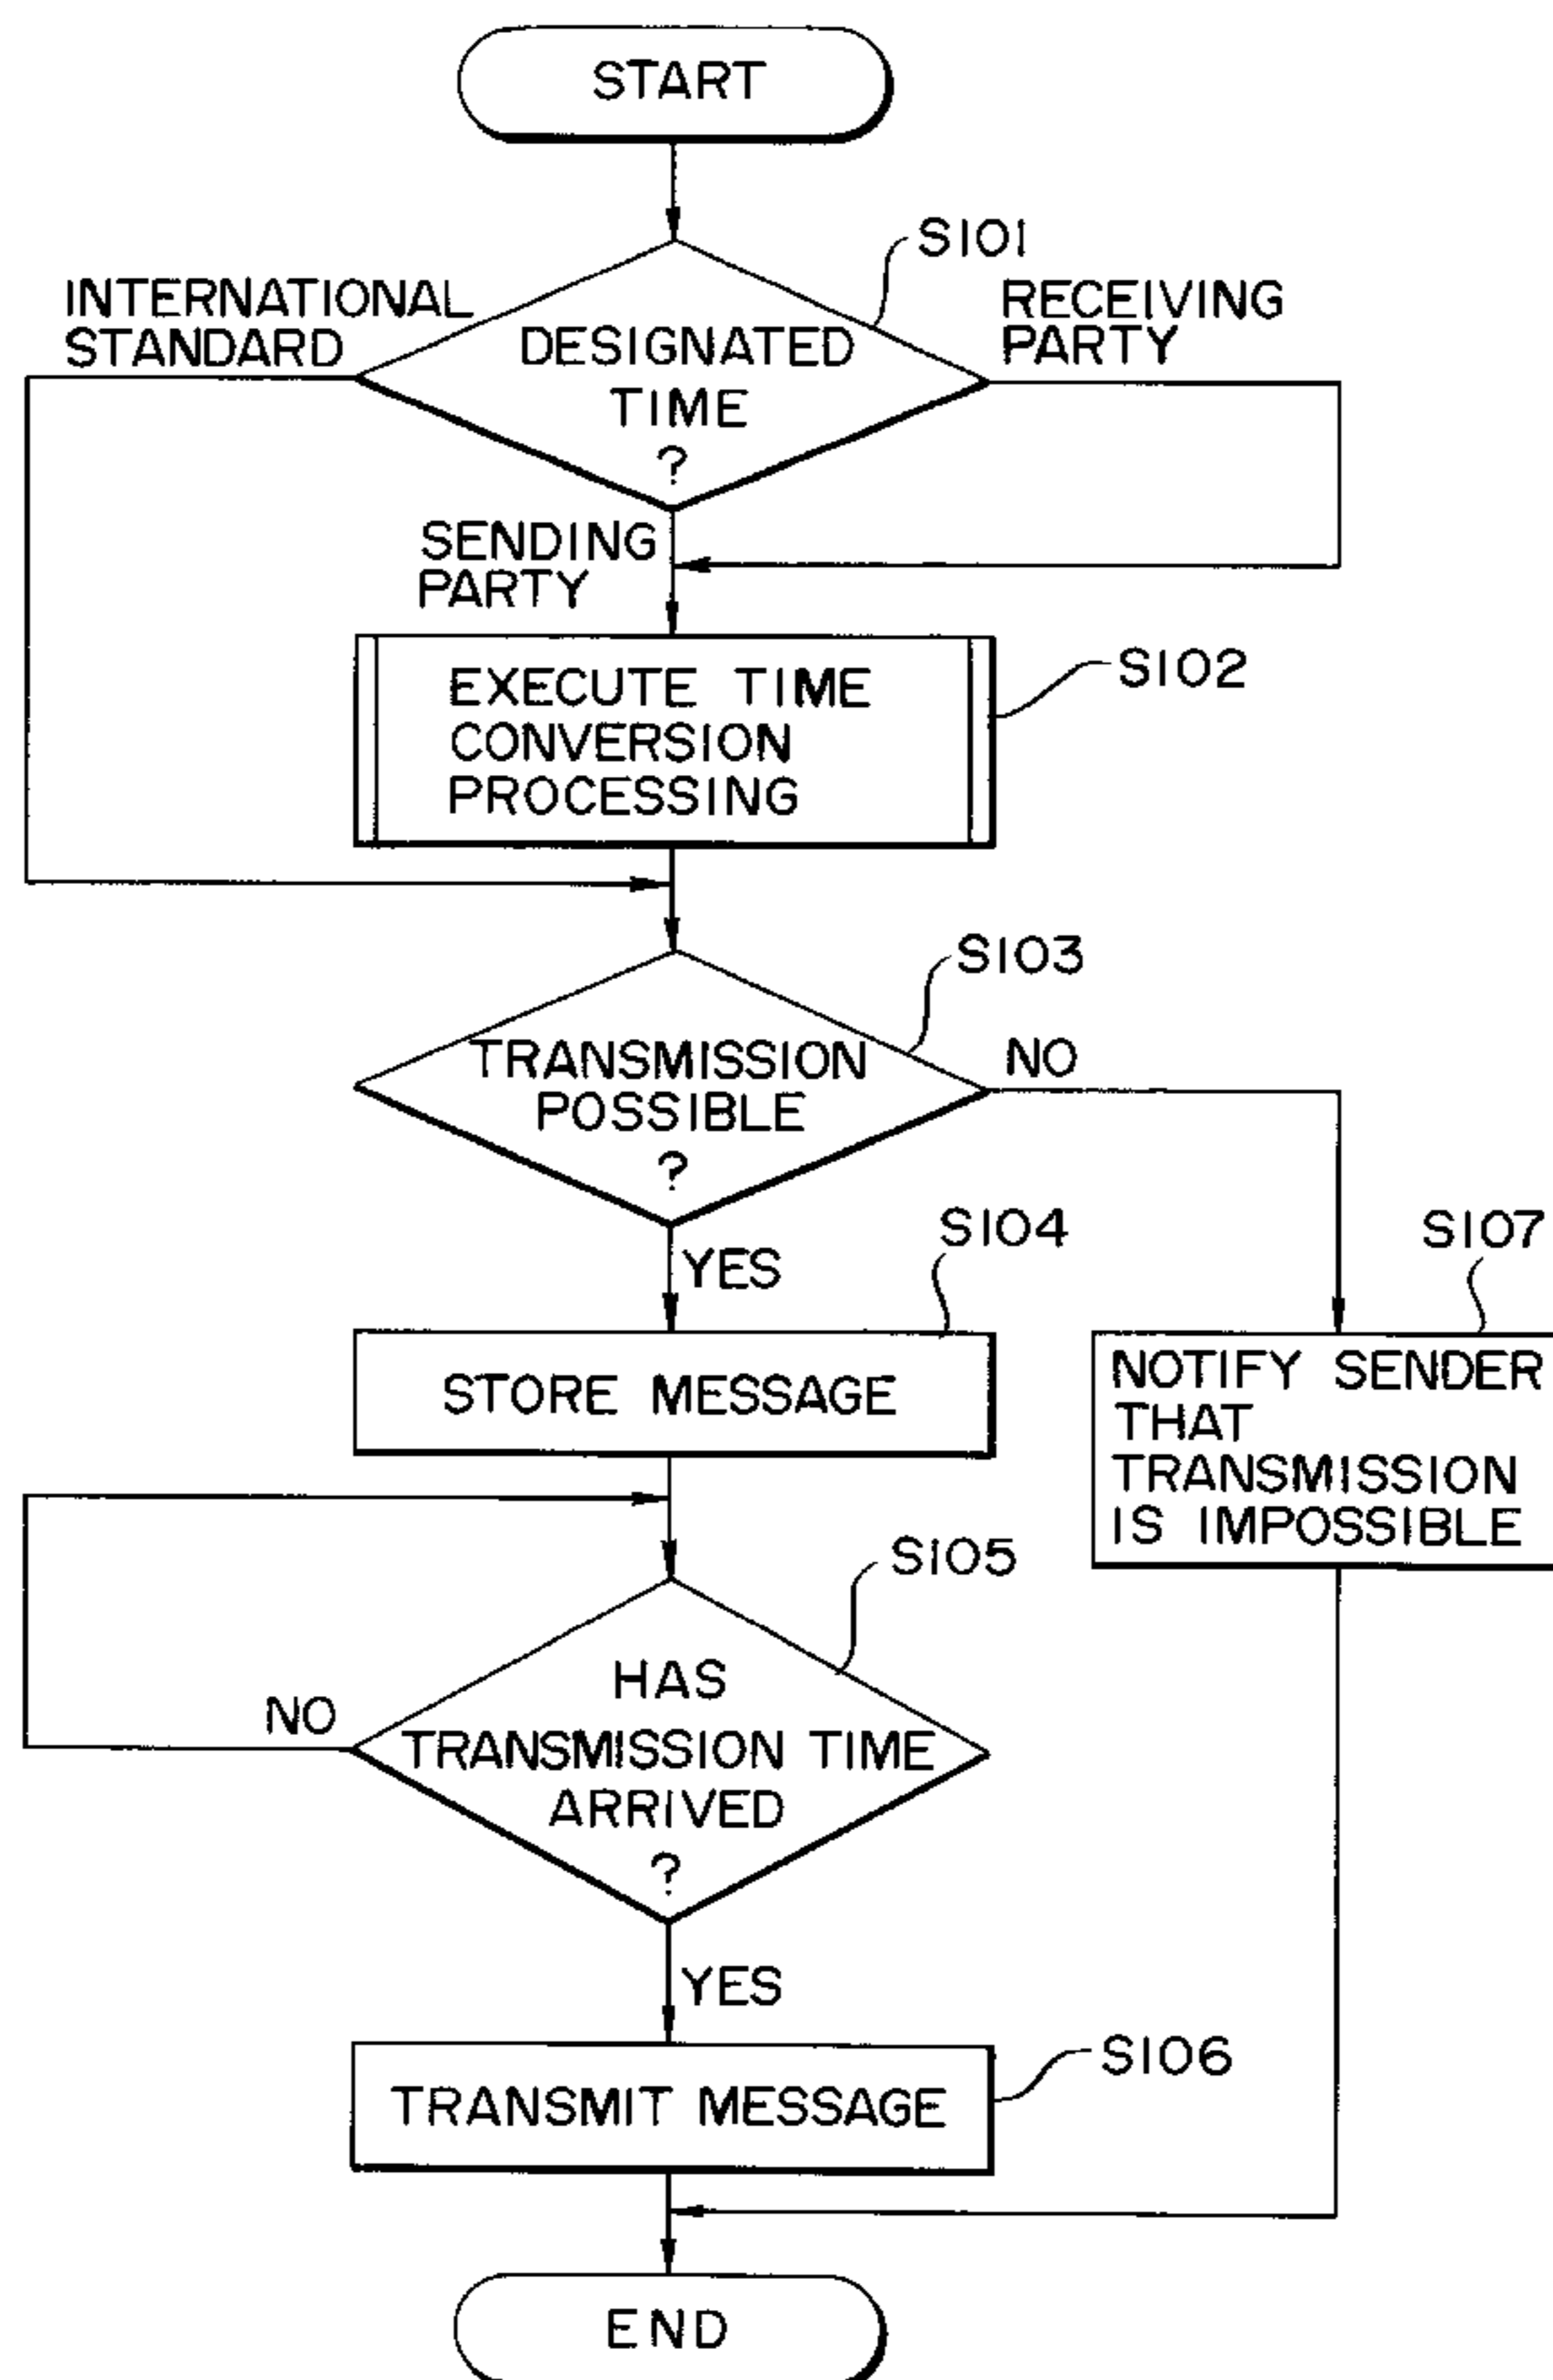 START
S101
INTERNATIONAL
STANDARD
RECEIVING
PARTY
DESIGNATED
TIME
?
SENDING
PARTY
EXECUTE TIME
CONVERSION
PROCESSING
S102
S103
TRANSMISSION
POSSIBLE
?
NO
YES
S104
S107
STORE MESSAGE
NOTIFY SENDER
THAT
TRANSMISSION
IS IMPOSSIBLE
S105
HAS
TRANSMISSION TIME
ARRIVED
?
NO
YES
S106
TRANSMIT MESSAGE
END